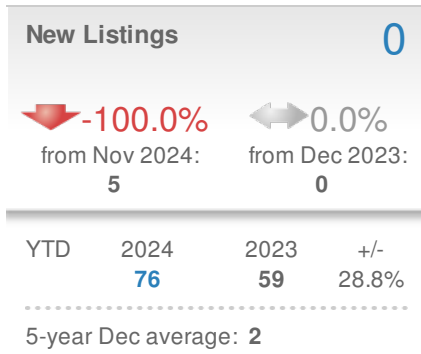 New Listings 0
-100.0% 0.0%
from Nov 2024: from Dec 2023:
5 0
YTD 2024 2023 +/-
76 59 28.8%
5-year Dec average: 2